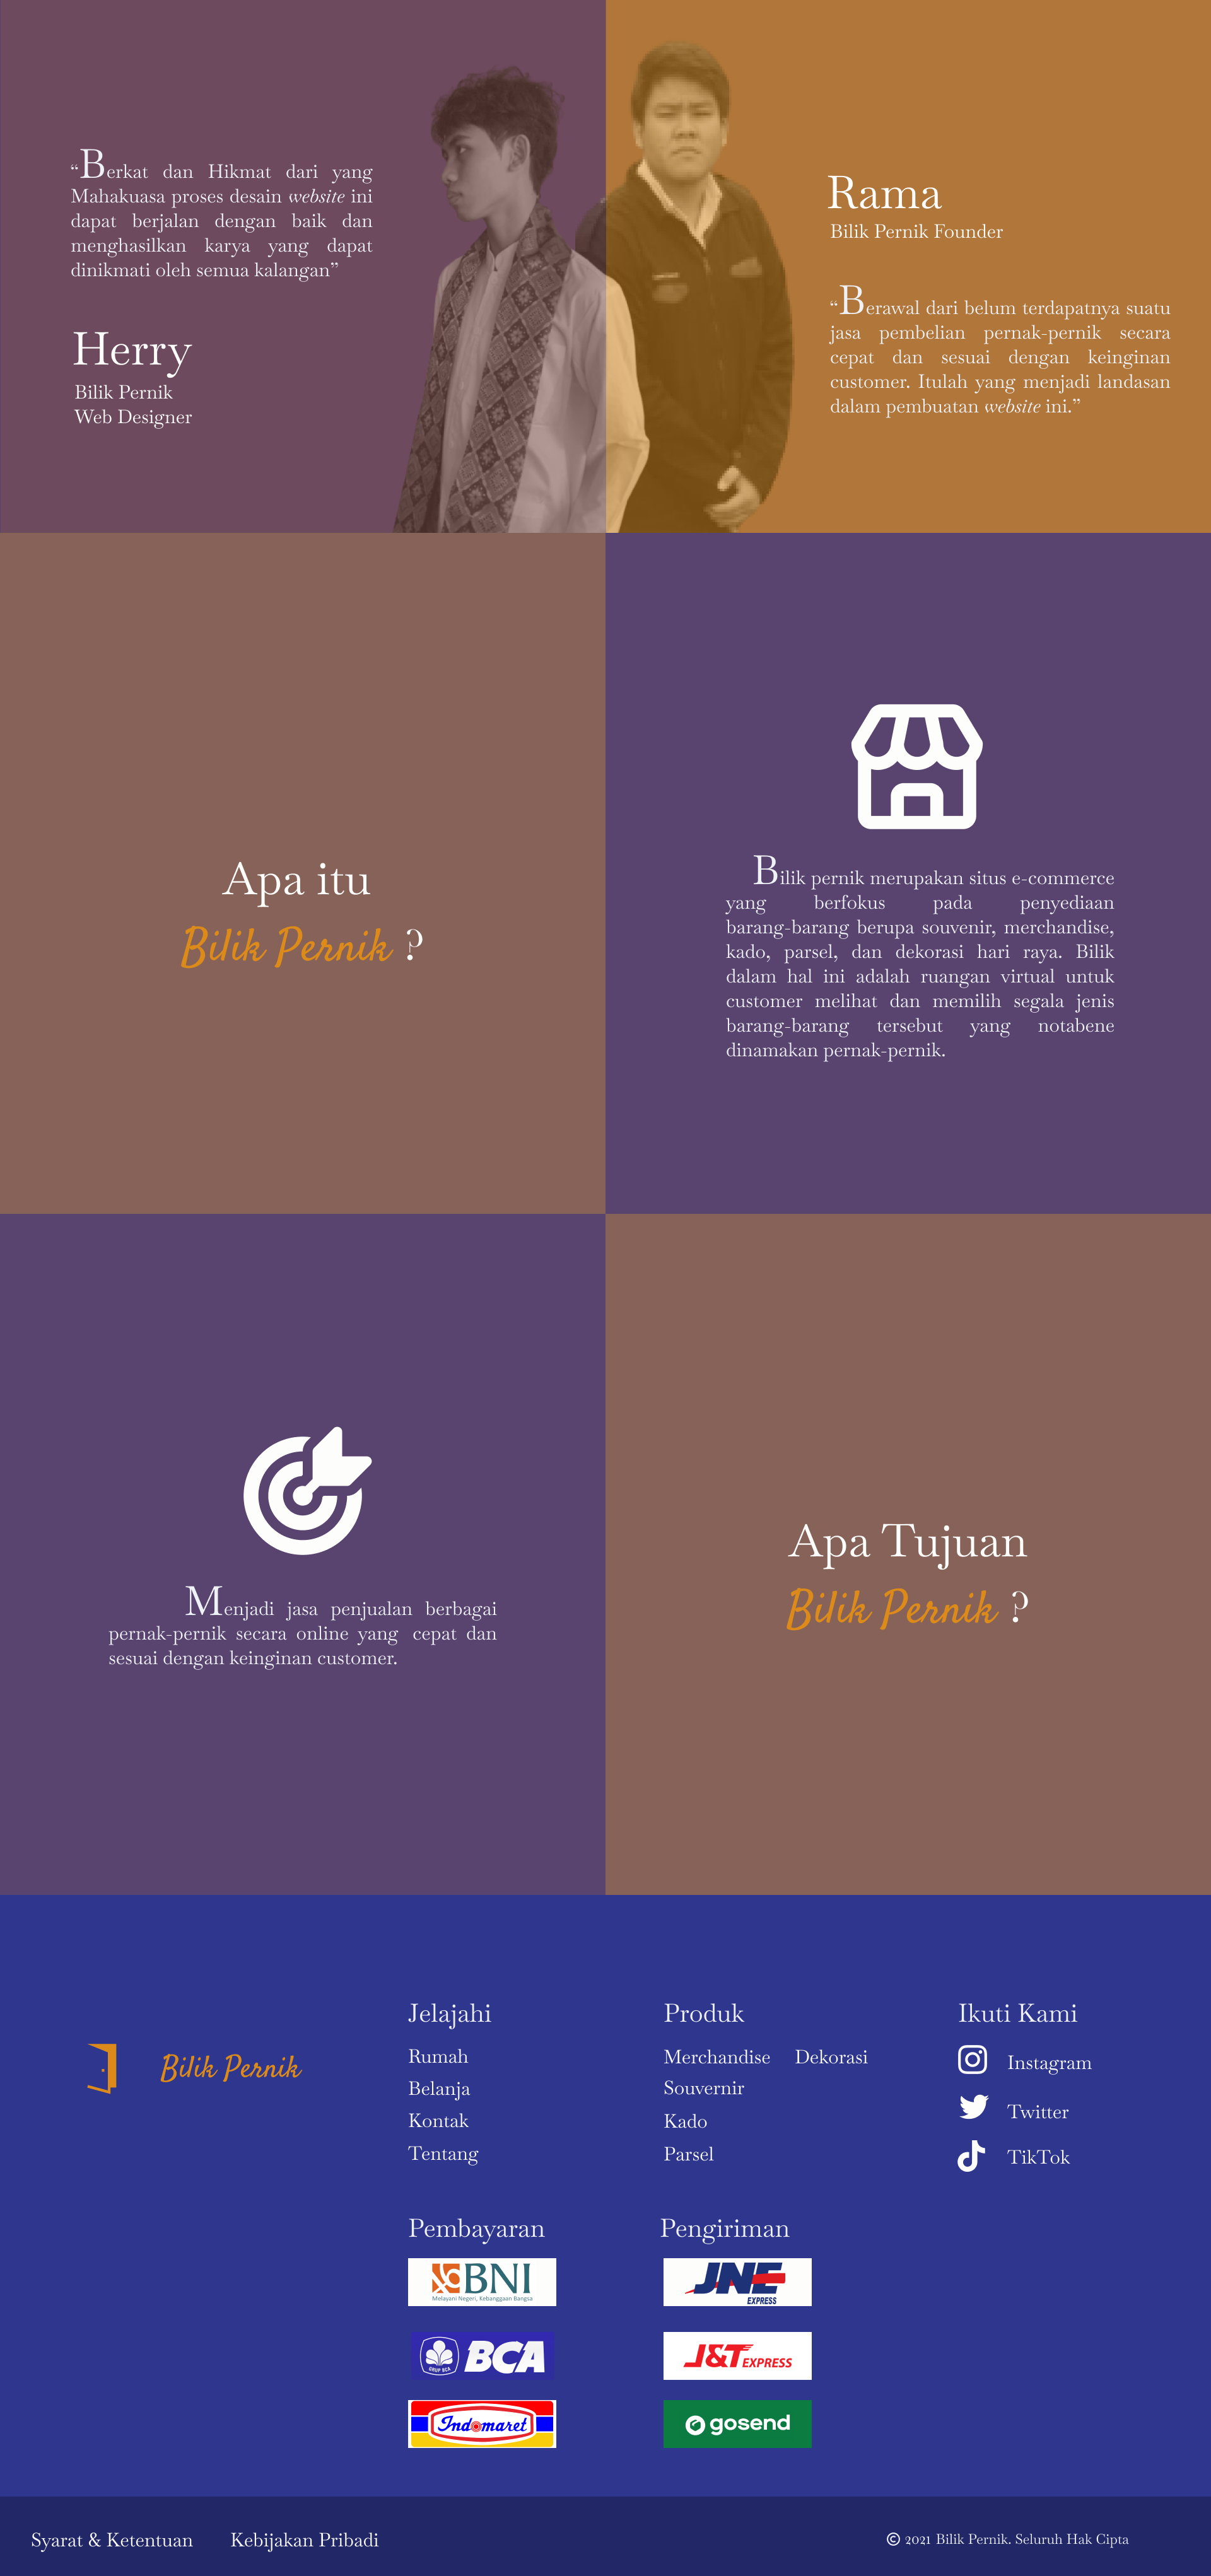 “Berkat dan Hikmat dari yang
Mahakuasa proses desain website ini
dapat berjalan dengan baik dan
menghasilkan karya yang dapat
dinikmati oleh semua kalangan”
Herry
Bilik Pernik
Web Designer
Rama
Bilik Pernik Founder
“Berawal dari belum terdapatnya suatu
jasa pembelian pernak-pernik secara
cepat dan sesuai dengan keinginan
customer. Itulah yang menjadi landasan
dalam pembuatan website ini.”
Apa itu
Bilik Pernik ?
Bilik pernik merupakan situs e-commerce
yang berfokus pada penyediaan
barang-barang berupa souvenir, merchandise,
kado, parsel, dan dekorasi hari raya. Bilik
dalam hal ini adalah ruangan virtual untuk
customer melihat dan memilih segala jenis
barang-barang tersebut yang notabene
dinamakan pernak-pernik.
Menjadi jasa penjualan berbagai
pernak-pernik secara online yang cepat dan
sesuai dengan keinginan customer.
Apa Tujuan
Bilik Pernik ?
Bilik Pernik
Jelajahi
Rumah
Belanja
Kontak
Tentang
Produk
Merchandise Dekorasi
Souvernir
Kado
Parsel
Ikuti Kami
Instagram
Twitter
TikTok
Pembayaran
BNI
Melayani Negeri, Kebanggaan Bangsa
GRUP BCA
BCA
Indomaret
Pengiriman
JNE
EXPRESS
J&T EXPRESS
gosend
Syarat & Ketentuan Kebijakan Pribadi
© 2021 Bilik Pernik. Seluruh Hak Cipta